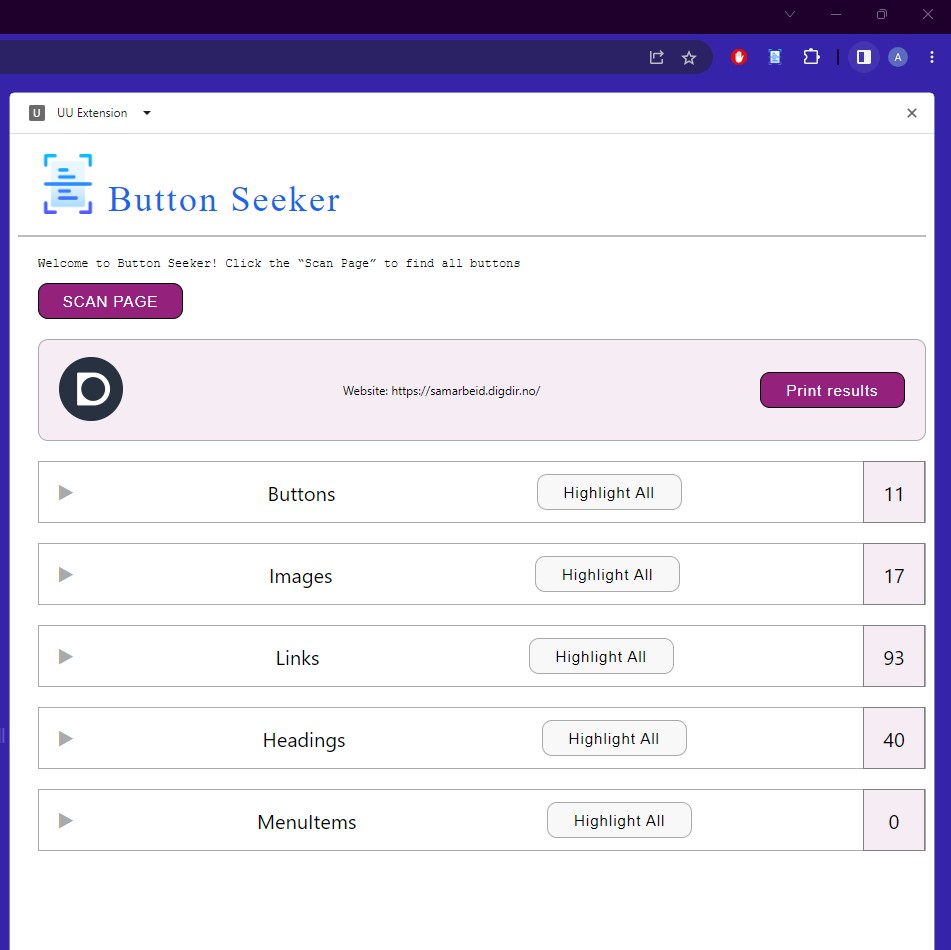 A
U UU Extension
Button Seeker
Welcome to Button Seeker! Click the “Scan Page” to find all buttons
SCAN PAGE
D Website: https://samarbeid.digdir.no/ Print results
Buttons Highlight All 11
Images Highlight All 17
Links Highlight All 93
Headings Highlight All 40
MenuItems Highlight All 0